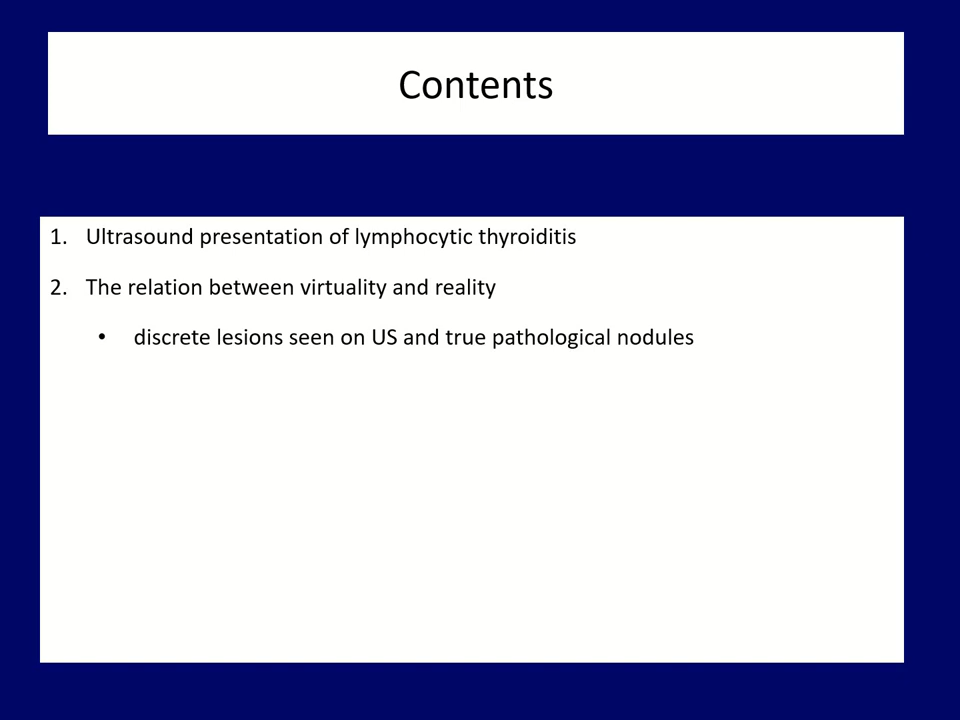 Contents
1. Ultrasound presentation of lymphocytic thyroiditis
2. The relation between virtuality and reality
• discrete lesions seen on US and true pathological nodules